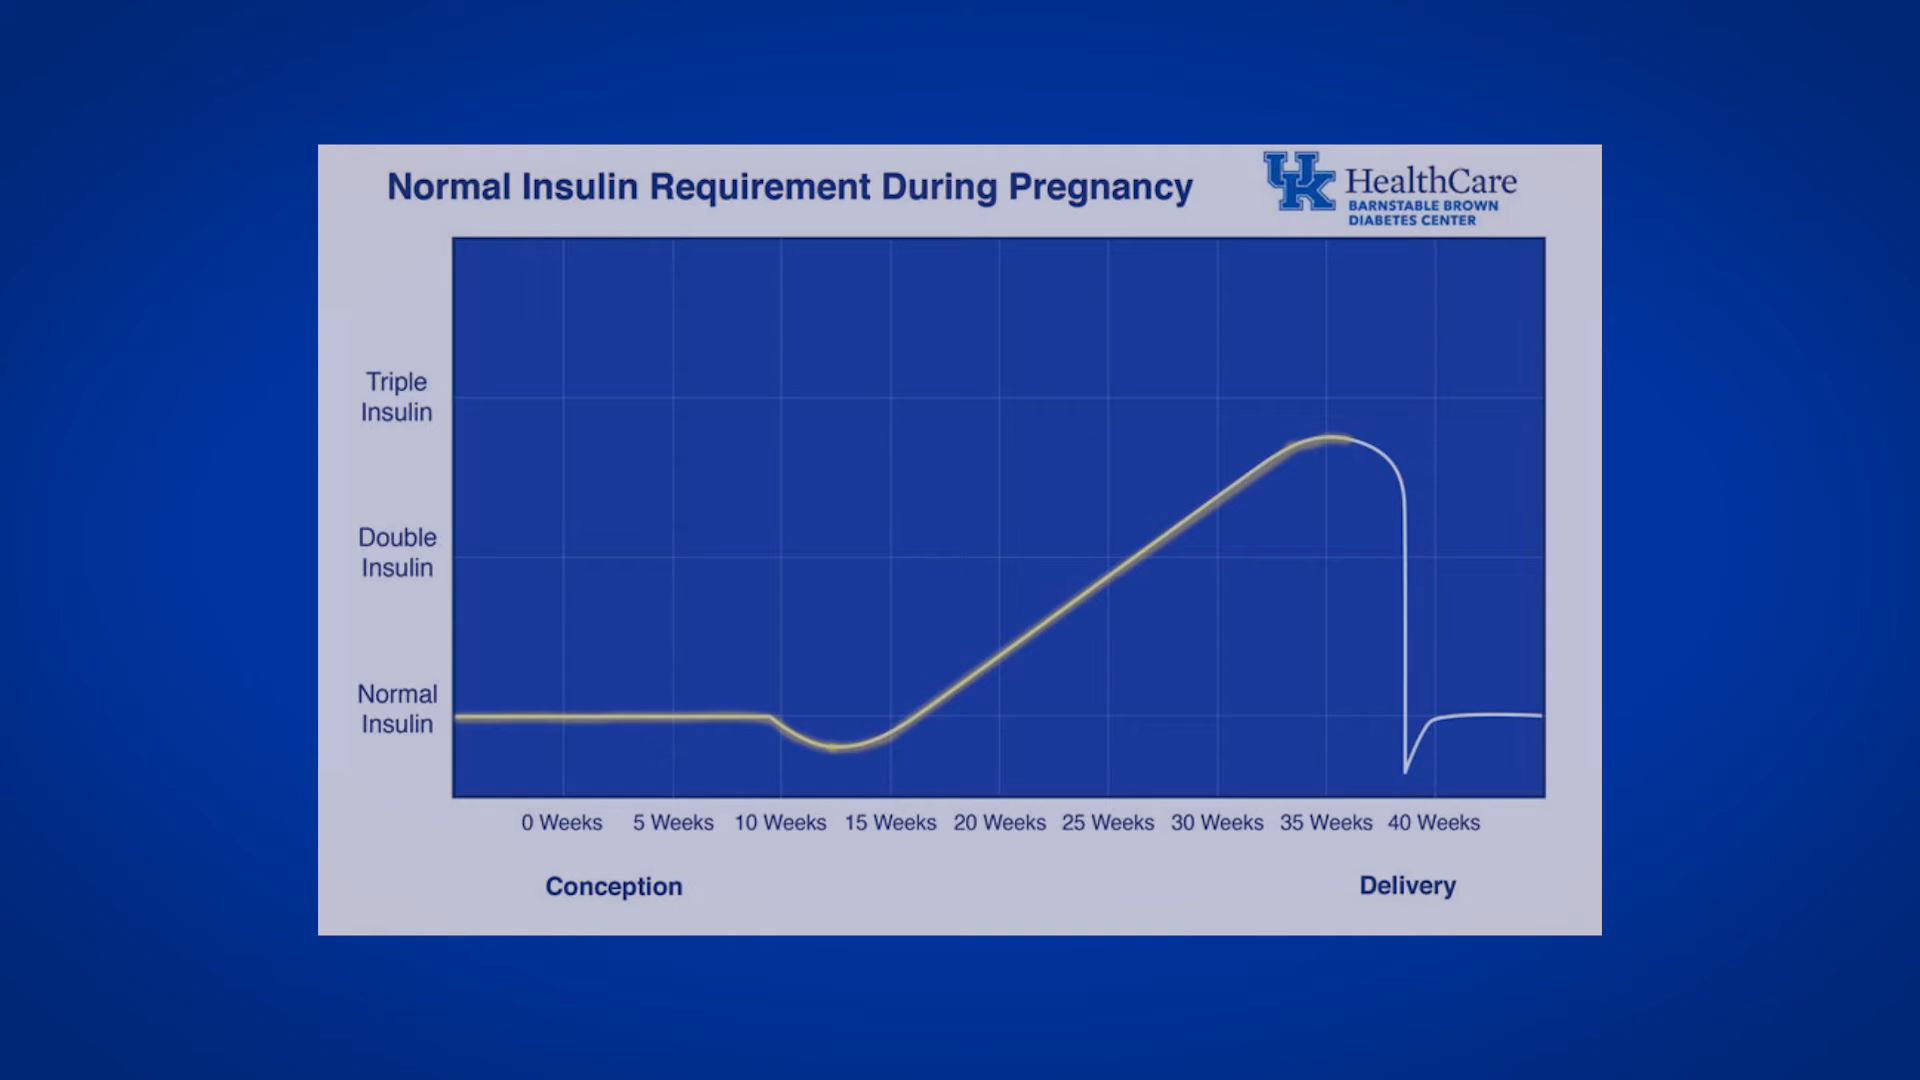 Normal Insulin Requirement During Pregnancy
UK HealthCare
BARNSTABLE BROWN
DIABETES CENTER
Triple
Insulin
Double
Insulin
Normal
Insulin
0 Weeks 5 Weeks 10 Weeks 15 Weeks 20 Weeks 25 Weeks 30 Weeks 35 Weeks 40 Weeks
Conception Delivery